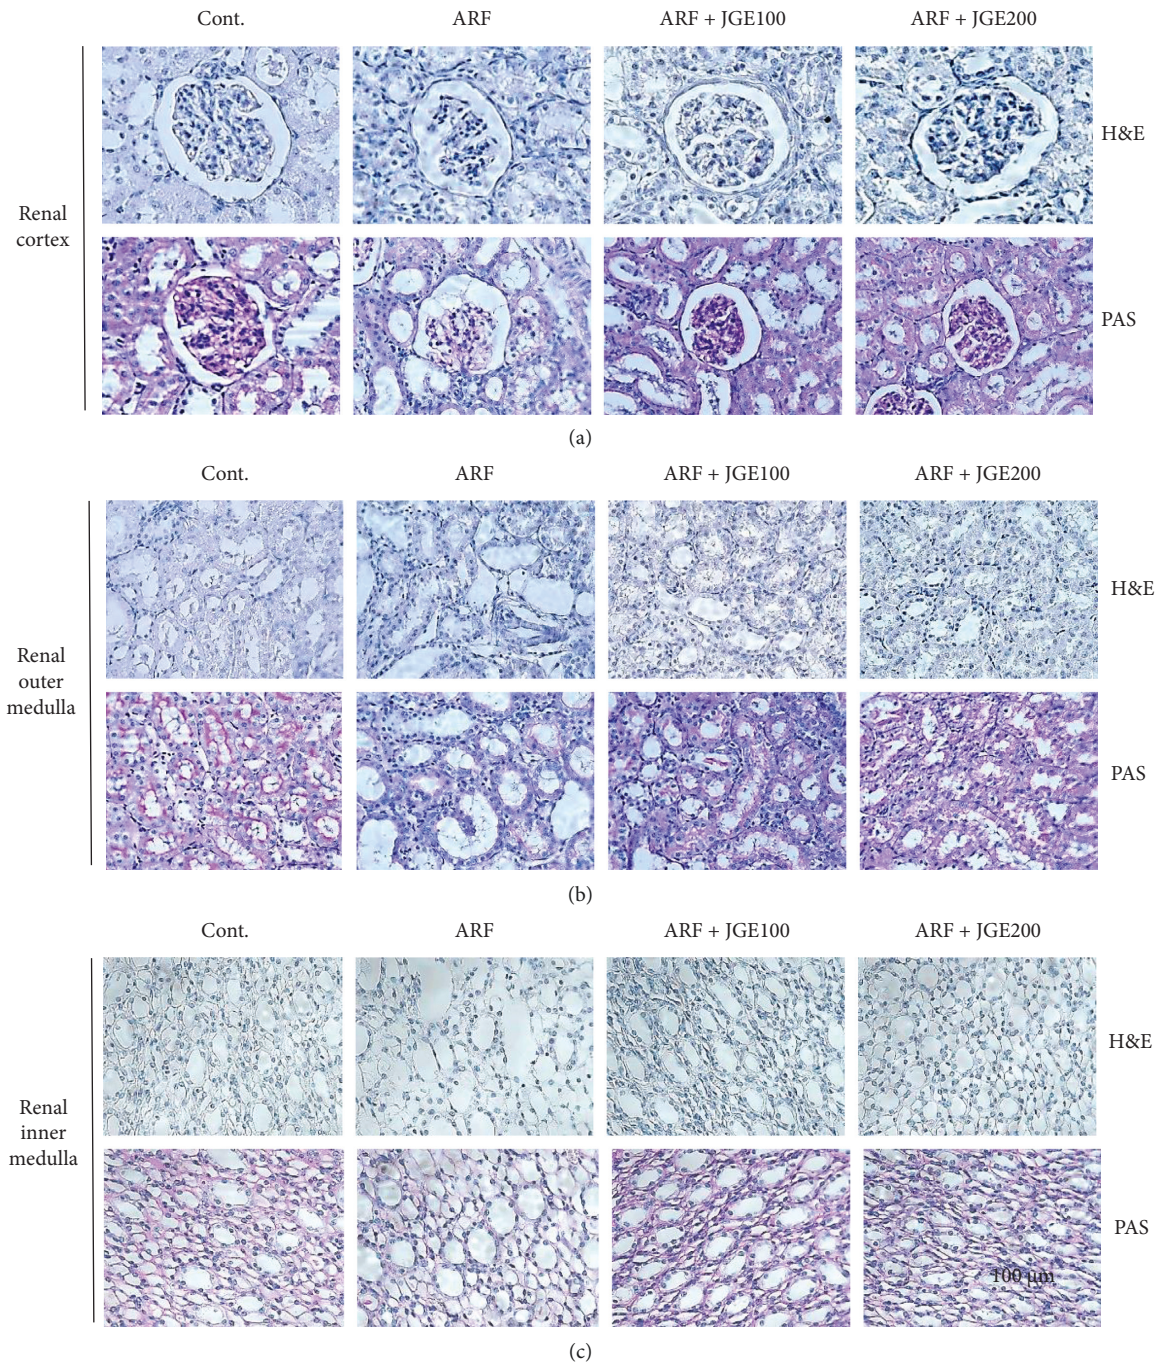 Cont. ARF ARF + JGE100 ARF + JGE200
H&E
Renal
cortex
PAS
(a)
Cont. ARF ARF + JGE100 ARF + JGE200
H&E
Renal
outer
medulla
PAS
(b)
Cont. ARF ARF + JGE100 ARF + JGE200
H&E
Renal
inner
medulla
PAS
100 μm
(c)